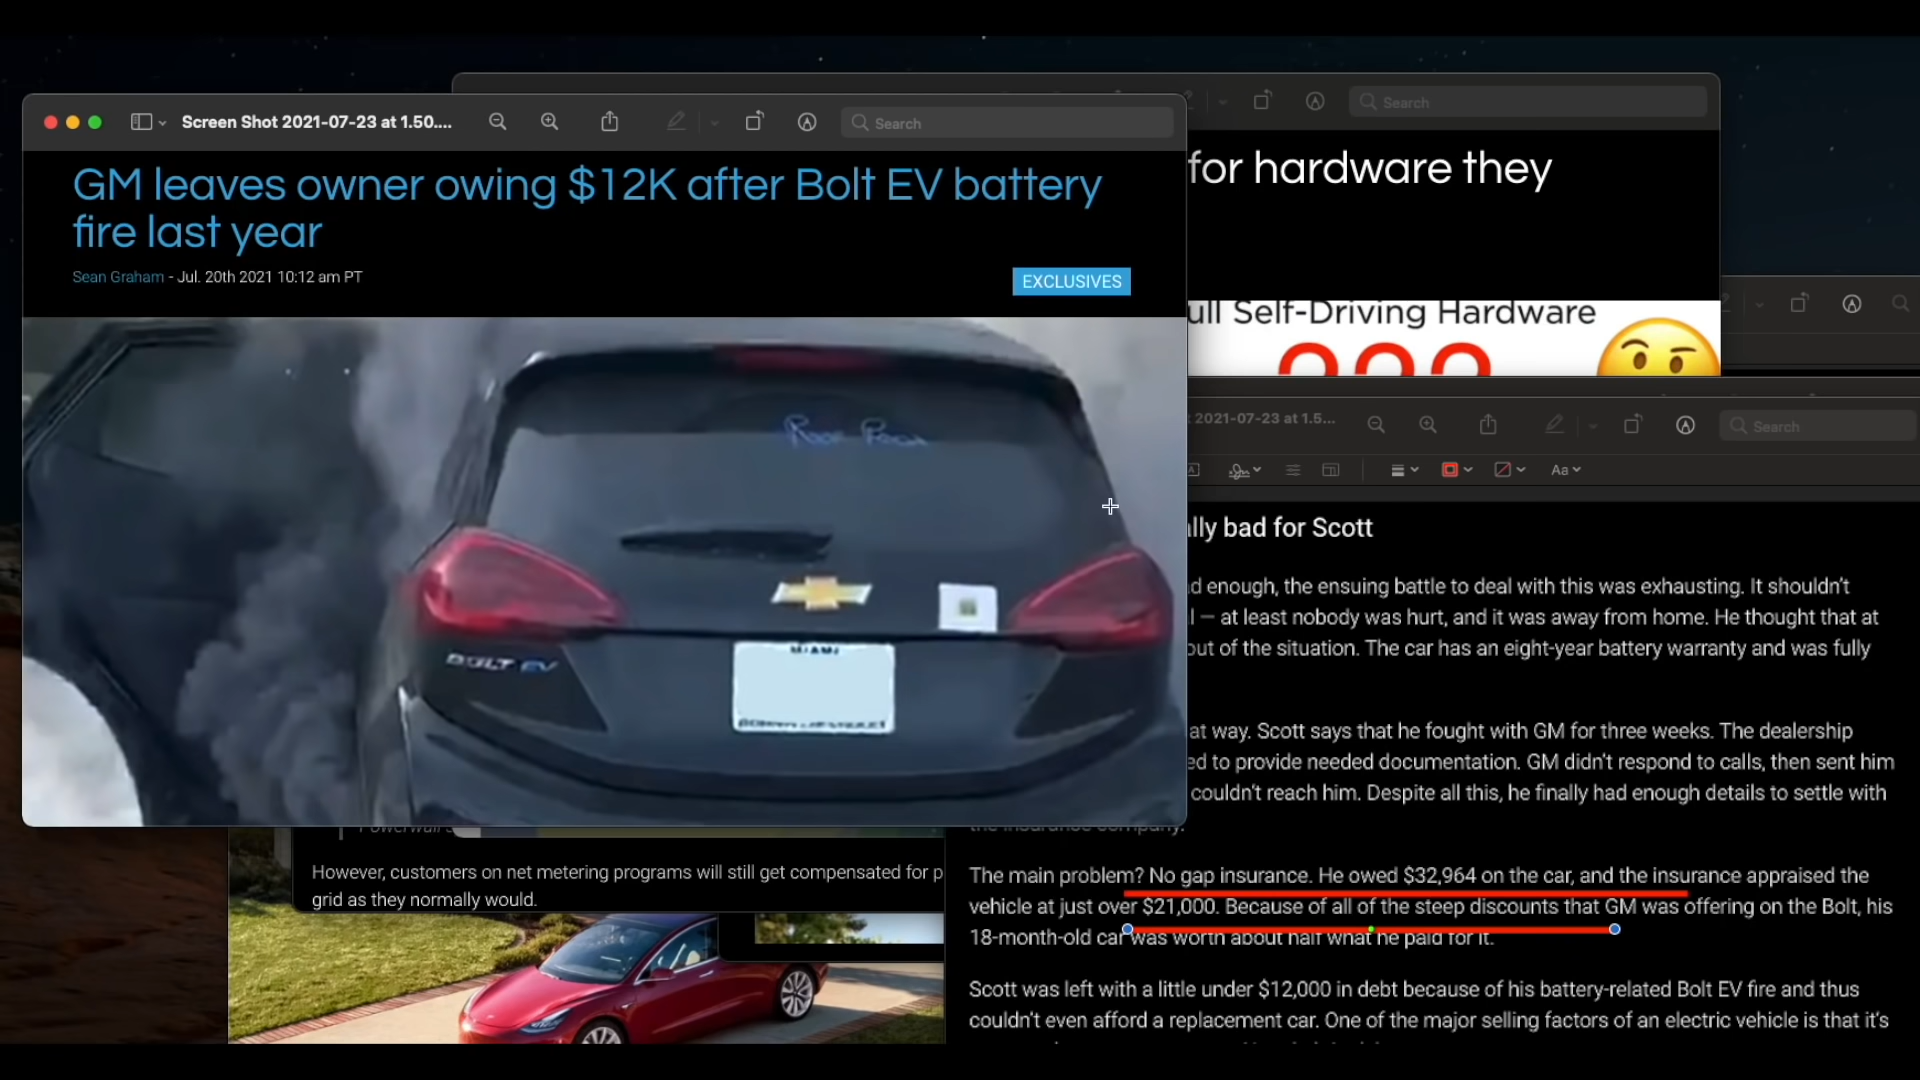 Screen Shot 2021-07-23 at 1.50....
Search
Search
GM leaves owner owing $12K after Bolt EV battery
fire last year
Sean Graham - Jul. 20th 2021 10:12 am PT
EXCLUSIVES
for hardware they
ull Self-Driving Hardware
???
2021-07-23 at 1.5...
Search
Aa
BOLT EV
MIAMI
lly bad for Scott
d enough, the ensuing battle to deal with this was exhausting. It shouldn't
l — at least nobody was hurt, and it was away from home. He thought that at
out of the situation. The car has an eight-year battery warranty and was fully
at way. Scott says that he fought with GM for three weeks. The dealership
ed to provide needed documentation. GM didn't respond to calls, then sent him
couldn't reach him. Despite all this, he finally had enough details to settle with
the insurance company.
The main problem? No gap insurance. He owed $32,964 on the car, and the insurance appraised the
vehicle at just over $21,000. Because of all of the steep discounts that GM was offering on the Bolt, his
18-month-old car was worth about half what he paid for it.
Scott was left with a little under $12,000 in debt because of his battery-related Bolt EV fire and thus
couldn't even afford a replacement car. One of the major selling factors of an electric vehicle is that it's
However, customers on net metering programs will still get compensated for p
grid as they normally would.